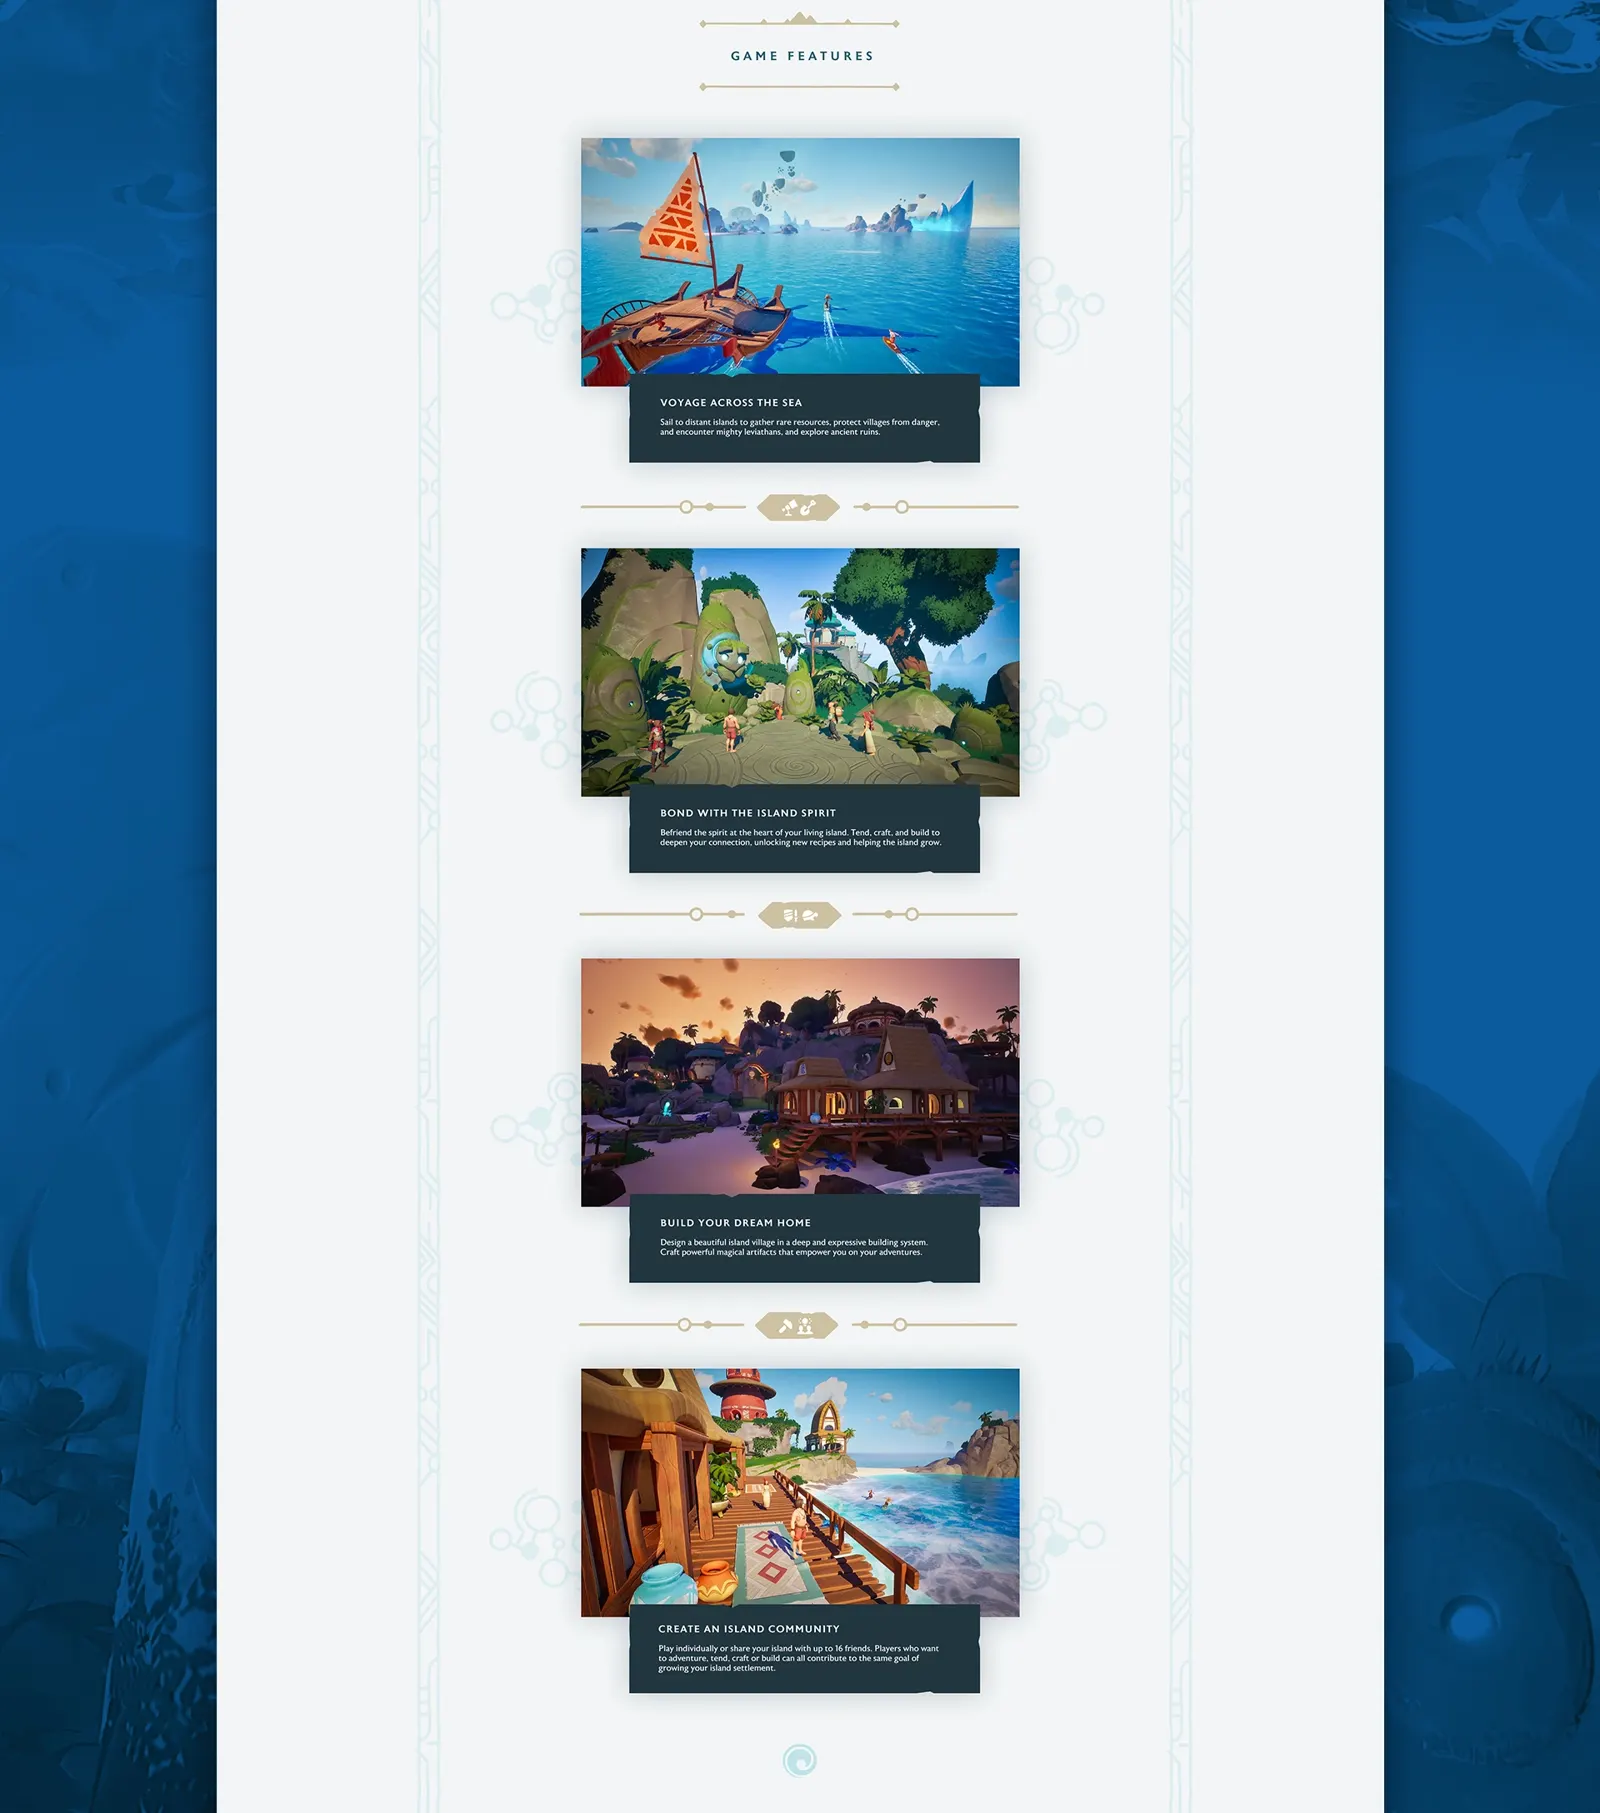 GAME FEATURES
VOYAGE ACROSS THE SEA
Sail to distant islands to gather rare resources, protect villages from danger,
and encounter mighty leviathans, and explore ancient ruins.
BOND WITH THE ISLAND SPIRIT
Befriend the spirit at the heart of your living island. Tend, craft, and build to
deepen your connection, unlocking new recipes and helping the island grow.
BUILD YOUR DREAM HOME
Design a beautiful island village in a deep and expressive building system.
Craft powerful magical artifacts that empower you on your adventures.
CREATE AN ISLAND COMMUNITY
Play individually or share your island with up to 16 friends. Players who want
to adventure, tend, craft or build can all contribute to the same goal of
growing your island settlement.